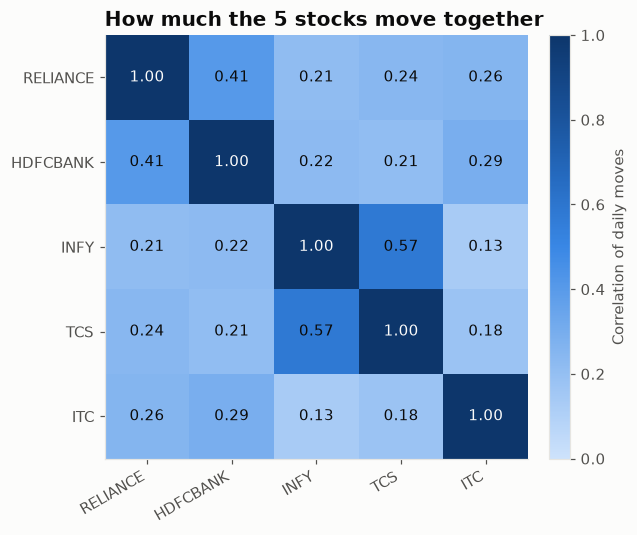 How much the 5 stocks move together
RELIANCE 1.00 0.41 0.21 0.24 0.26
HDFCBANK 0.41 1.00 0.22 0.21 0.29
INFY 0.21 0.22 1.00 0.57 0.13
TCS 0.24 0.21 0.57 1.00 0.18
ITC 0.26 0.29 0.13 0.18 1.00
RELIANCE HDFCBANK INFY TCS ITC
1.0
0.8
0.6
0.4
0.2
0.0
Correlation of daily moves